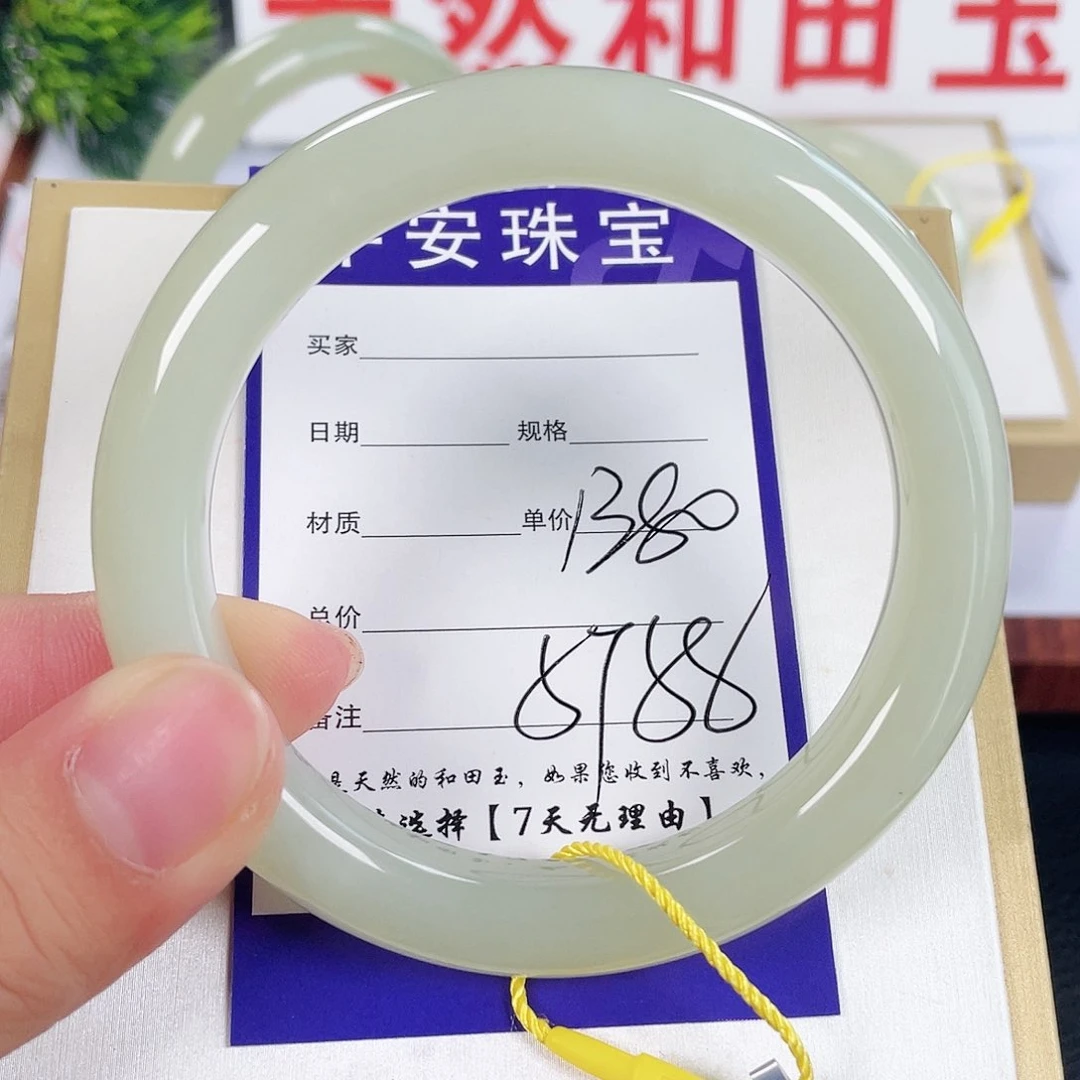 然和田玉
安珠宝
买家
日期 规格
材质 单价 1380
总价
备注
8788
是天然的和田玉，如果您收到不喜欢，
选择【7天无理由】